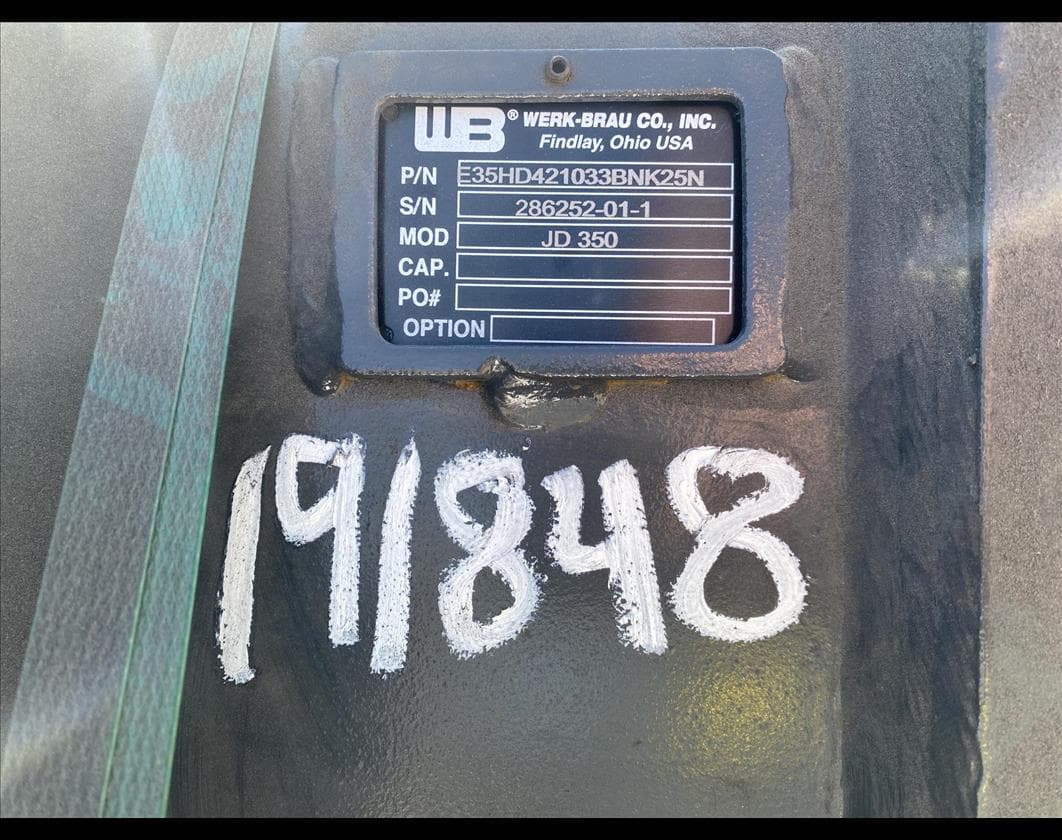 WB® WERK-BRAU CO., INC.
Findlay, Ohio USA
P/N E35HD421033BNK25N
S/N 286252-01-1
MOD JD 350
CAP.
PO#
OPTION
191848